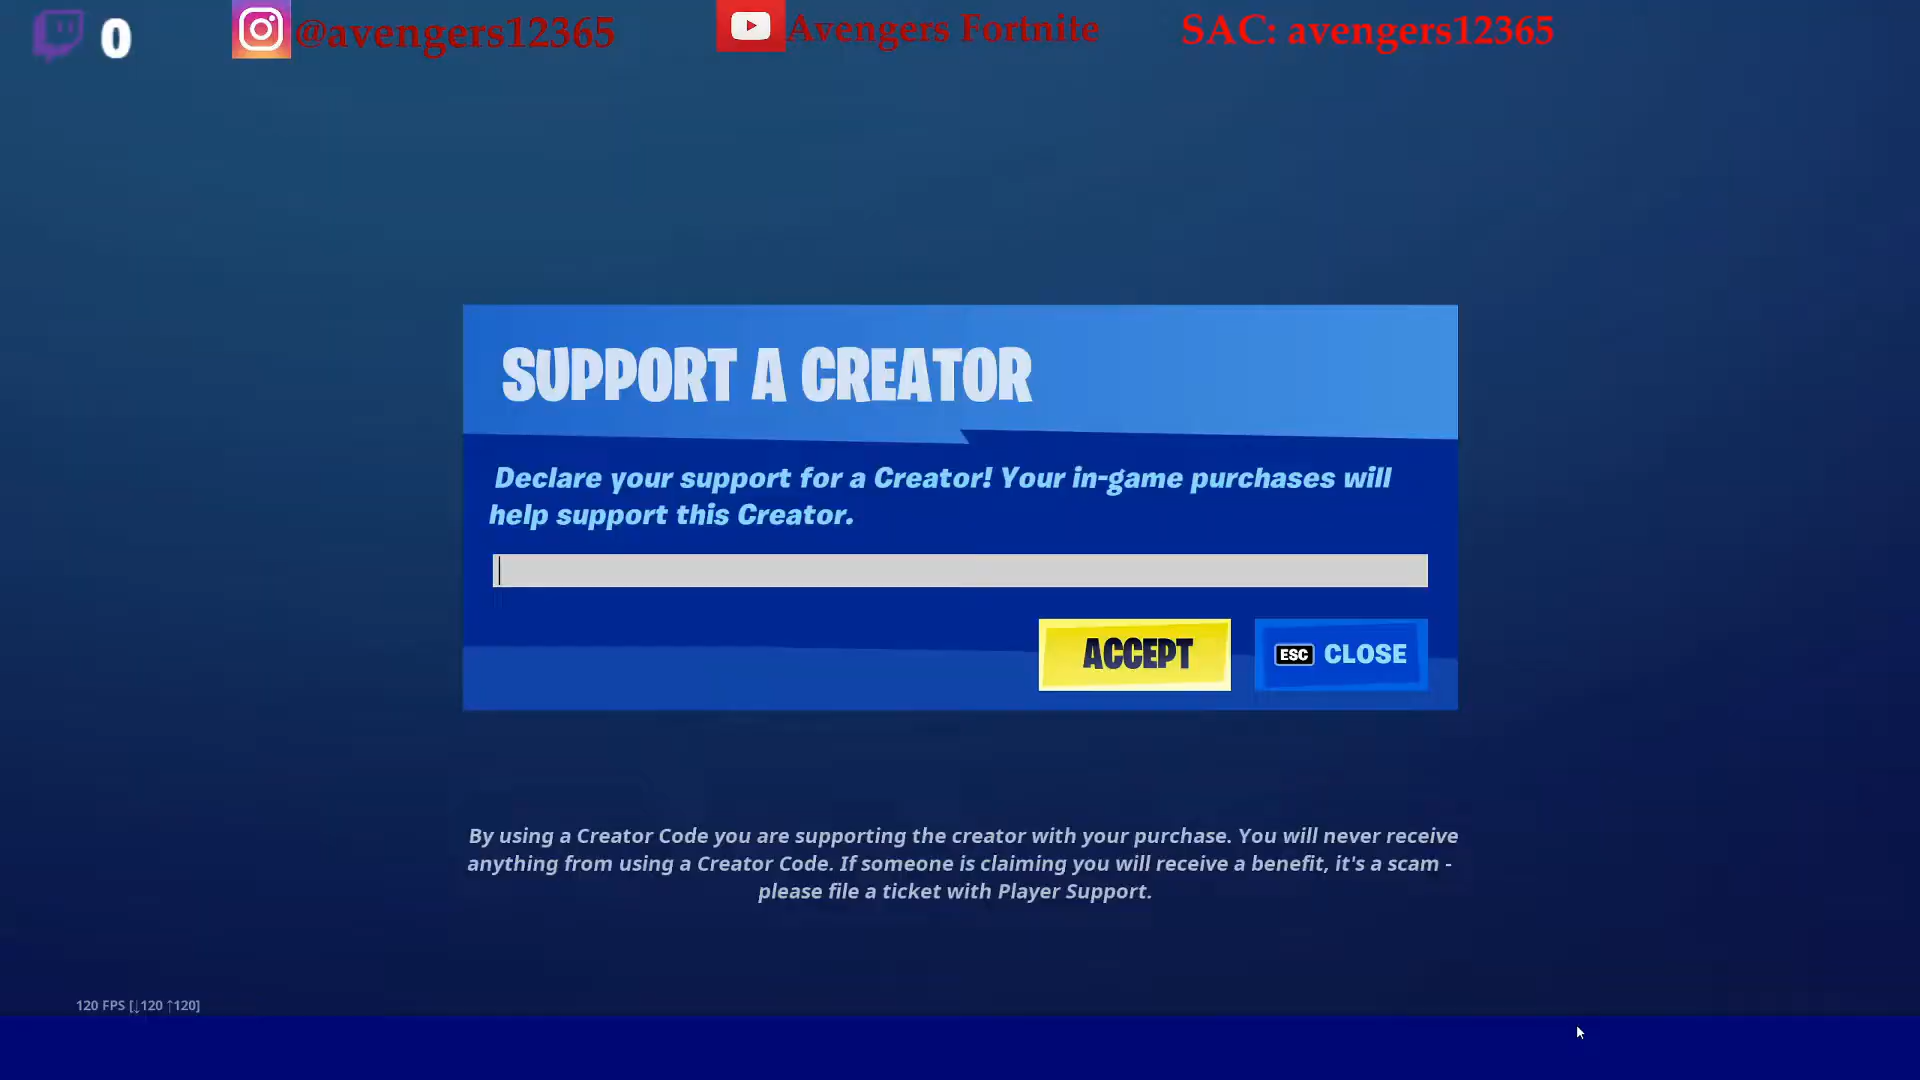 0
@avengers12365
Avengers Fortnite
SAC: avengers12365
SUPPORT A CREATOR
Declare your support for a Creator! Your in-game purchases will
help support this Creator.
ACCEPT
ESC CLOSE
By using a Creator Code you are supporting the creator with your purchase. You will never receive
anything from using a Creator Code. If someone is claiming you will receive a benefit, it's a scam -
please file a ticket with Player Support.
120 FPS [↓120 ↑120]